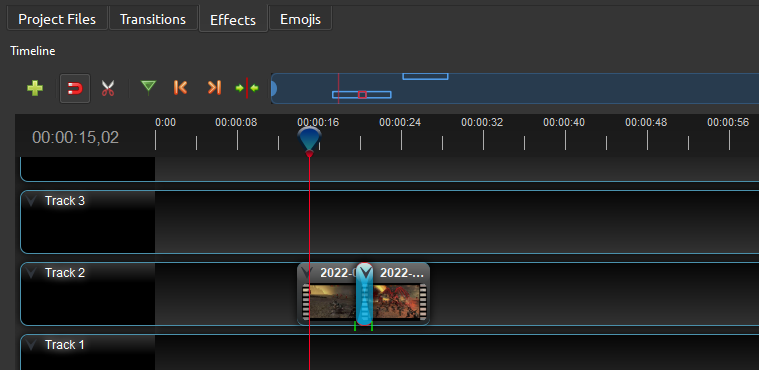 Project Files Transitions Effects Emojis
Timeline
00:00:15,02
0:00 00:00:08 00:00:16 00:00:24 00:00:32 00:00:40 00:00:48 00:00:56
Track 3
Track 2
2022- 2022-...
Track 1